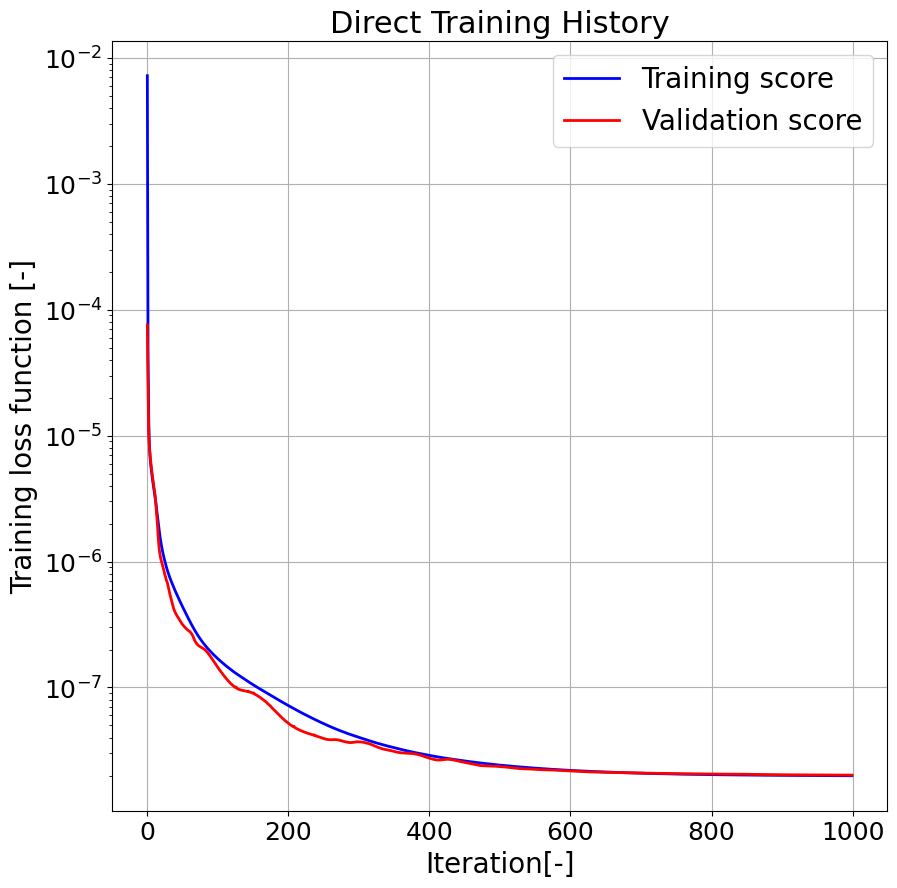 Direct Training History
Training score
Validation score
10⁻²
10⁻³
10⁻⁴
10⁻⁵
10⁻⁶
10⁻⁷
Training loss function [-]
0 200 400 600 800 1000
Iteration[-]